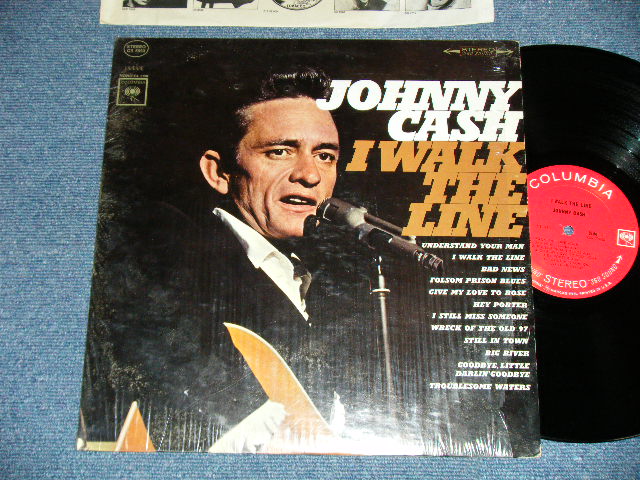 STEREO
COLUMBIA
STEREO
JOHNNY
CASH
I WALK
THE
LINE
UNDERSTAND YOUR MAN
I WALK THE LINE
BAD NEWS
FOLSOM PRISON BLUES
GIVE MY LOVE TO ROSE
HEY PORTER
I STILL MISS SOMEONE
WRECK OF THE OLD 97
STILL IN TOWN
BIG RIVER
GOODBYE, LITTLE
DARLIN' GOODBYE
TROUBLESOME WATERS
COLUMBIA
I WALK THE LINE
JOHNNY CASH
STEREO